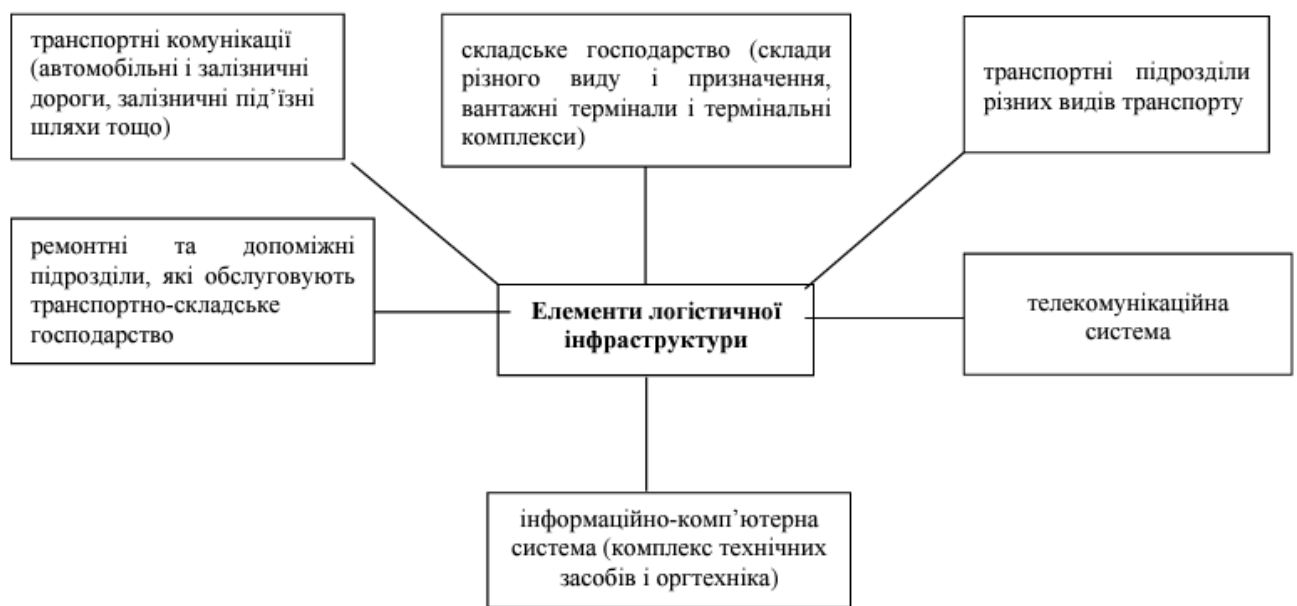 транспортні комунікації
(автомобільні і залізничні
дороги, залізничні під’їзні
шляхи тощо)
складське господарство (склади
різного виду і призначення,
вантажні термінали і термінальні
комплекси)
транспортні підрозділи
різних видів транспорту
ремонтні та допоміжні
підрозділи, які обслуговують
транспортно-складське
господарство
Елементи логістичної
інфраструктури
телекомунікаційна
система
інформаційно-комп’ютерна
система (комплекс технічних
засобів і оргтехніка)